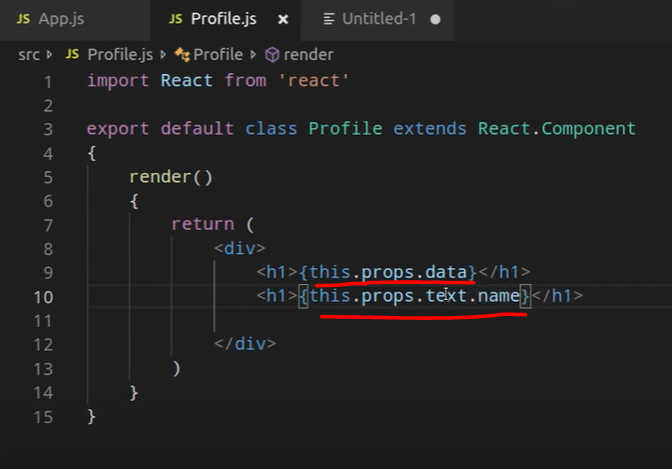 JS App.js JS Profile.js × Untitled-1
src JS Profile.js Profile render
1 import React from 'react'
2
3 export default class Profile extends React.Component
4 {
5 render()
6 {
7 return (
8 <div>
9 <h1>{this.props.data}</h1>
10 <h1>{this.props.text.name}</h1>
11
12 </div>
13 )
14 }
15 }